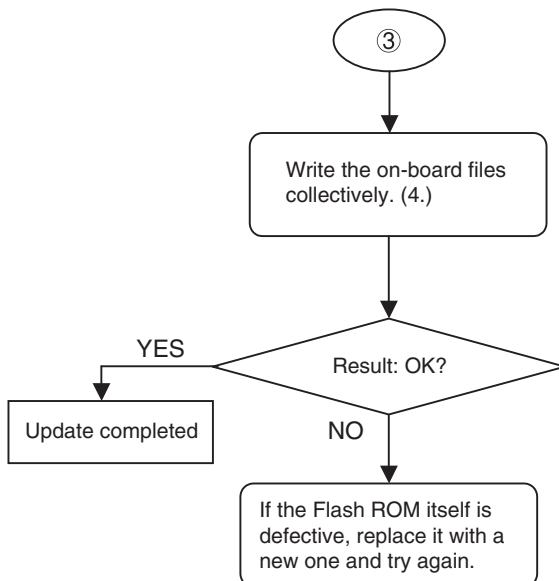 ③
Write the on-board files
collectively. (4.)
Result: OK?
YES
Update completed
NO
If the Flash ROM itself is
defective, replace it with a
new one and try again.